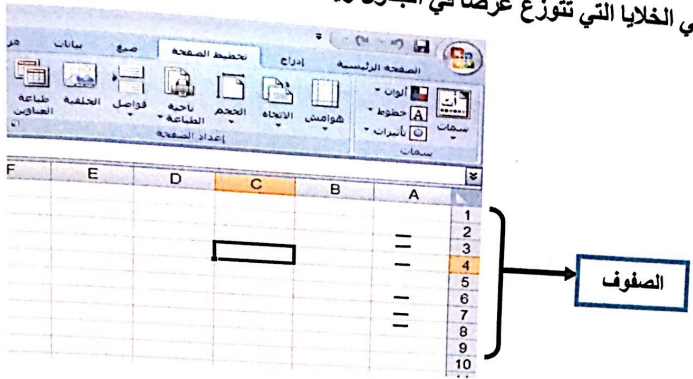 الخلايا التي تتوزع عرضا في
الصفحة الرئيسية إدراج تخطيط الصفحة صيغ بيانات مر
ألوان
خطوط
تأثيرات
سمات
هوامش الاتجاه الحجم ناحية الطباعة فواصل الخلفية طباعة العناوين
سمات إعداد الصفحة
A B C D E F
1
2
3
4
5
6
7
8
9
10
الصفوف